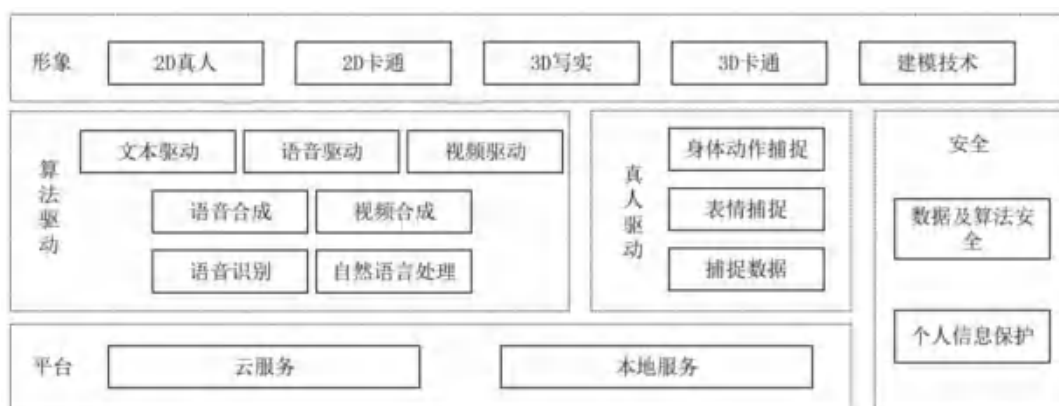 形象 2D真人 2D卡通 3D写实 3D卡通 建模技术
算法驱动
文本驱动 语音驱动 视频驱动
语音合成 视频合成
语音识别 自然语言处理
真人驱动
身体动作捕捉
表情捕捉
捕捉数据
安全
数据及算法安
全
个人信息保护
平台 云服务 本地服务